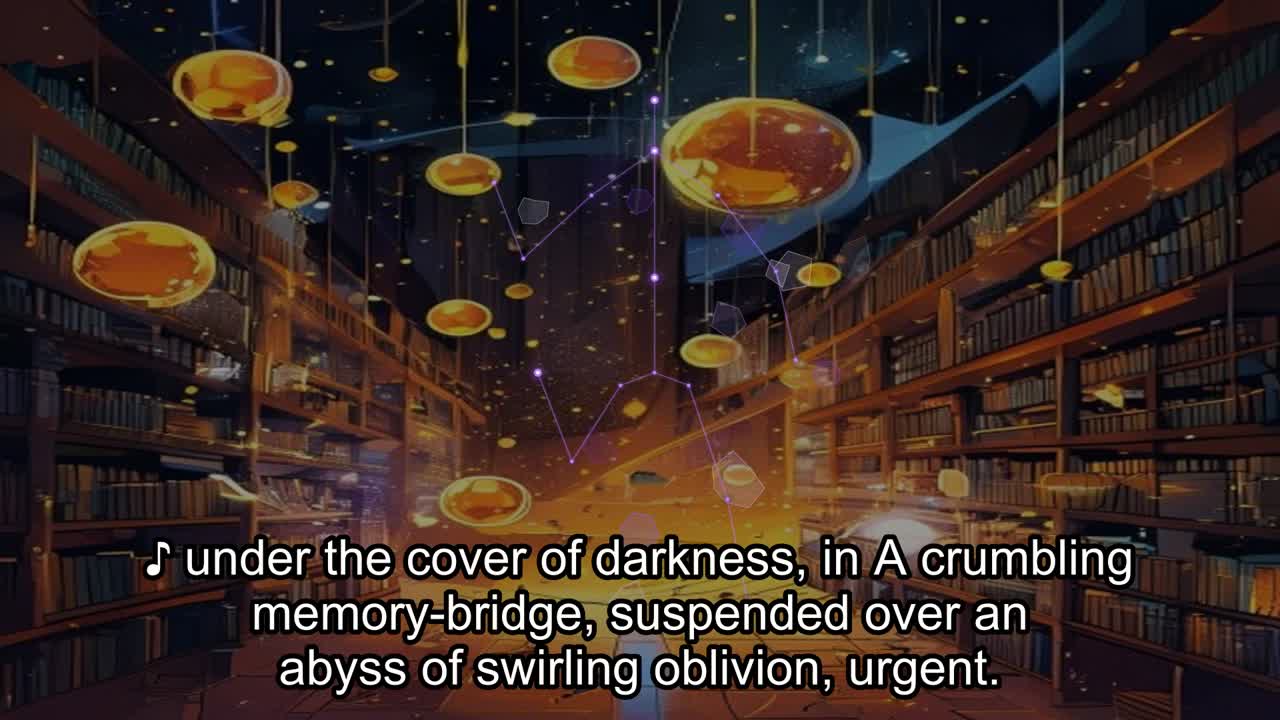 ♪ under the cover of darkness, in A crumbling
memory-bridge, suspended over an
abyss of swirling oblivion, urgent.